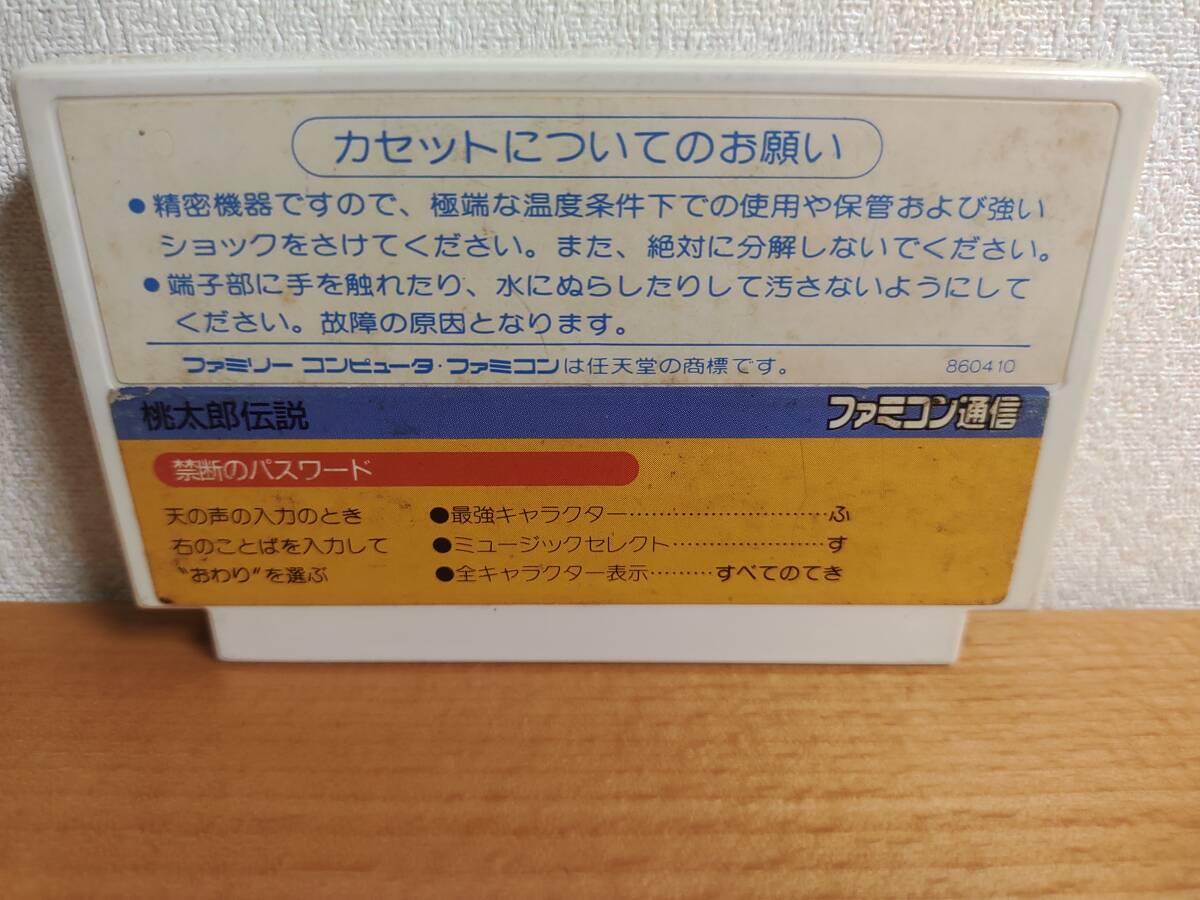 カセットについてのお願い
●精密機器ですので、極端な温度条件下での使用や保管および強い
ショックをさけてください。また、絶対に分解しないでください。
●端子部に手を触れたり、水にぬらしたりして汚さないようにして
ください。故障の原因となります。
ファミリー コンピュータ・ファミコンは任天堂の商標です。 860410
桃太郎伝説 ファミコン通信
禁断のパスワード
天の声の入力のとき ●最強キャラクター………………………ふ
右のことばを入力して ●ミュージックセレクト…………………す
“おわり”を選ぶ ●全キャラクター表示………すべてのてき